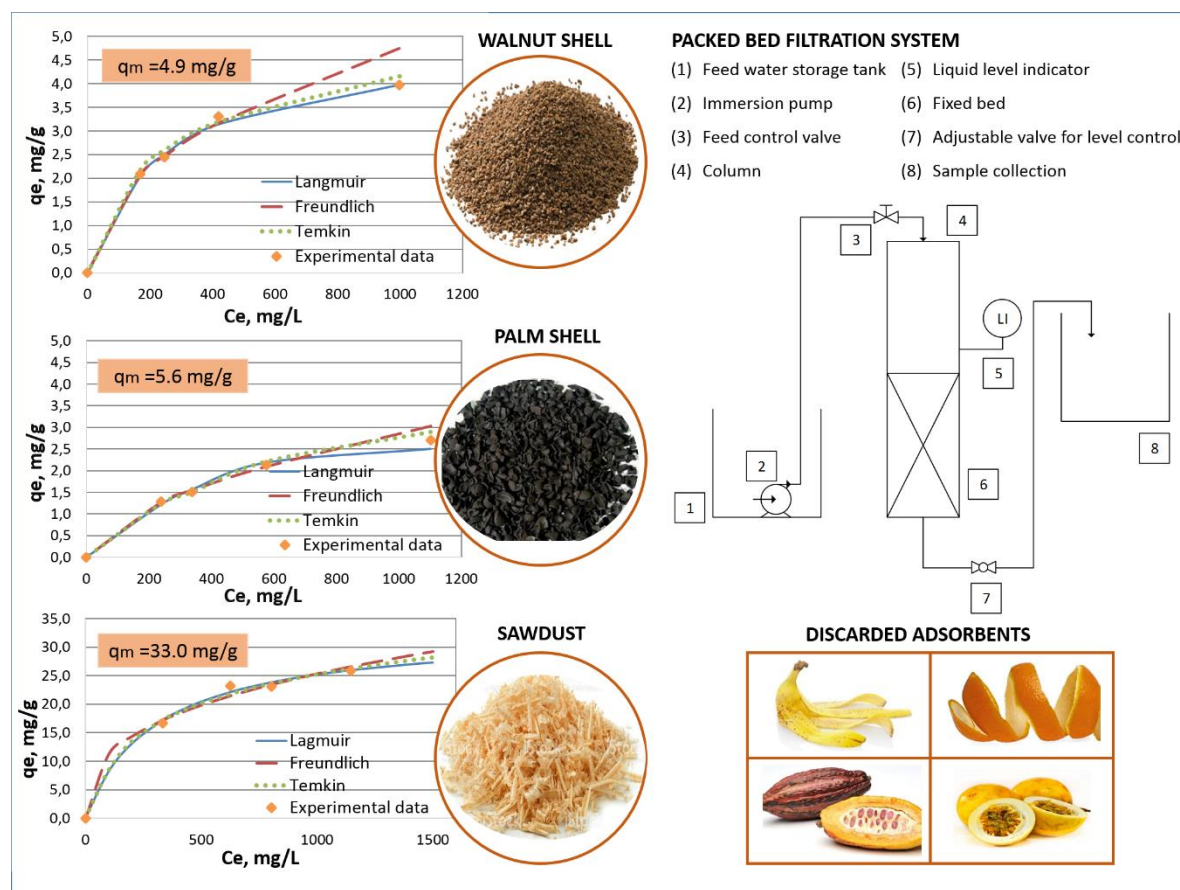 5,0
4,5
4,0
3,5
3,0
2,5
2,0
1,5
1,0
0,5
0,0
qe, mg/g
qm =4.9 mg/g
Langmuir
Freundlich
Temkin
Experimental data
0 200 400 600 800 1000 1200
Ce, mg/L
WALNUT SHELL
5,0
4,5
4,0
3,5
3,0
2,5
2,0
1,5
1,0
0,5
0,0
qe, mg/g
qm =5.6 mg/g
Langmuir
Freundlich
Temkin
Experimental data
0 200 400 600 800 1000 1200
Ce, mg/L
PALM SHELL
35,0
30,0
25,0
20,0
15,0
10,0
5,0
0,0
qe, mg/g
qm =33.0 mg/g
Lagmuir
Freundlich
Temkin
Experimental data
0 500 1000 1500
Ce, mg/L
SAWDUST
PACKED BED FILTRATION SYSTEM
(1) Feed water storage tank (5) Liquid level indicator
(2) Immersion pump (6) Fixed bed
(3) Feed control valve (7) Adjustable valve for level control
(4) Column (8) Sample collection
3
4
LI
5
2
1
6
8
7
DISCARDED ADSORBENTS